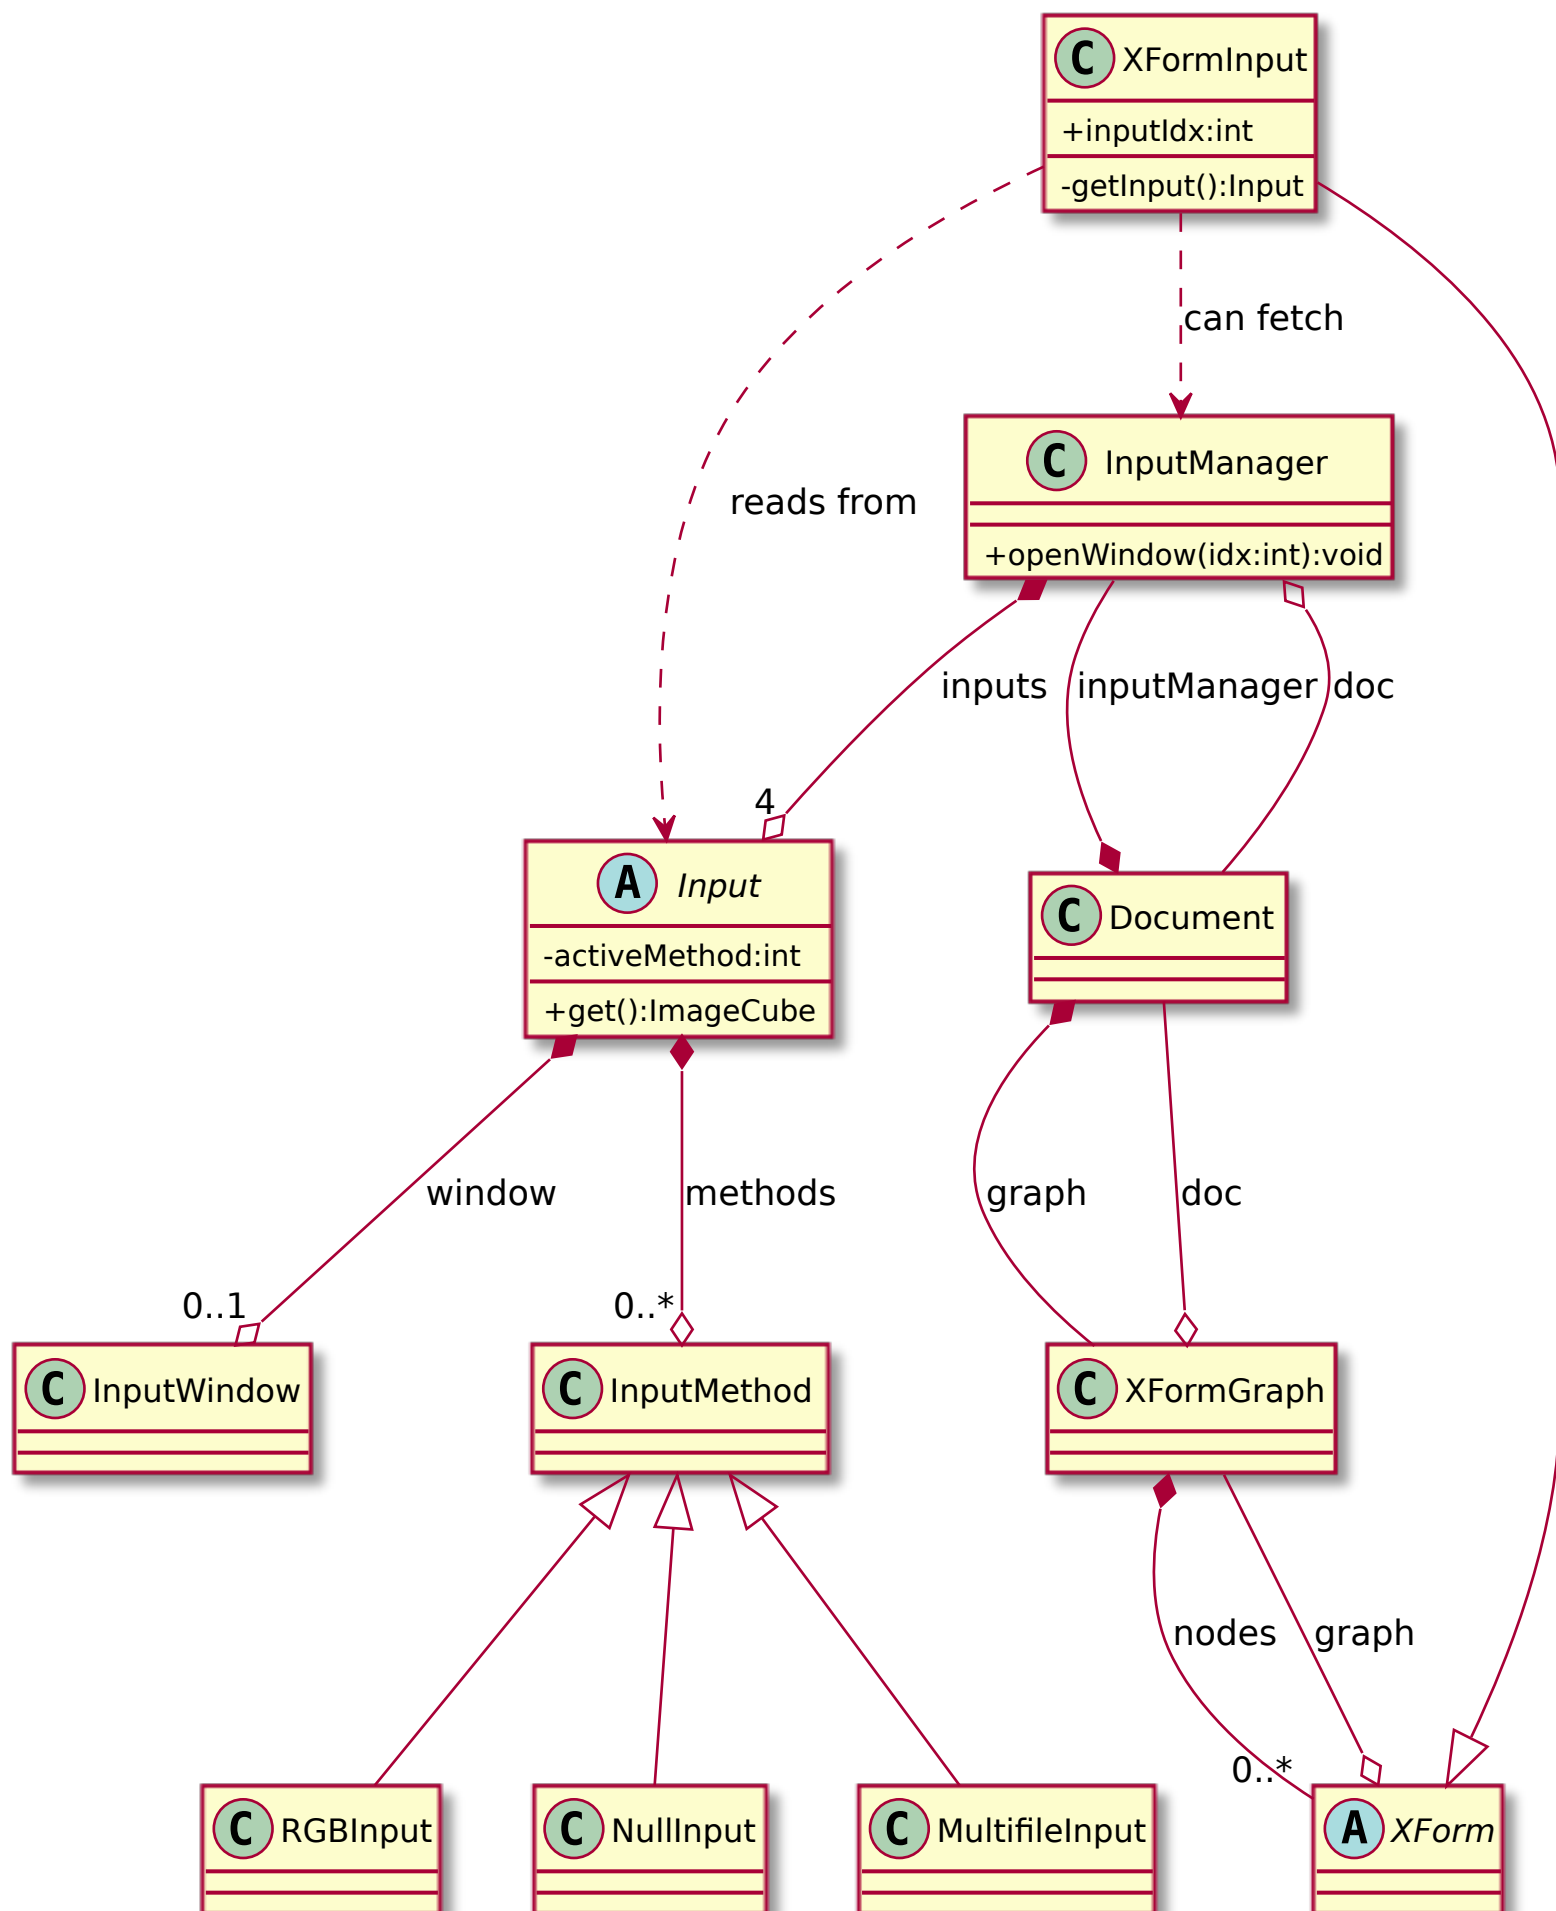 C XFormInput
+inputIdx:int
-getInput():Input
can fetch
C InputManager
+openWindow(idx:int):void
reads from
inputs
inputManager
doc
4
A Input
-activeMethod:int
+get():ImageCube
C Document
window
methods
graph
doc
0..1
0..*
C InputWindow
C InputMethod
C XFormGraph
nodes
graph
0..*
C RGBInput
C NullInput
C MultifileInput
A XForm